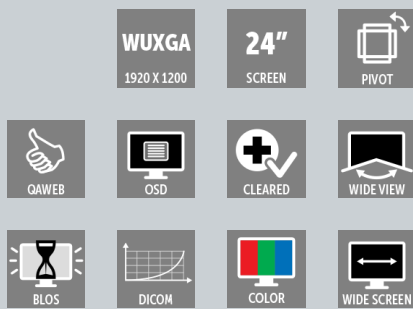 WUXGA
1920 X 1200
24"
SCREEN
PIVOT
QAWEB
OSD
CLEARED
WIDE VIEW
BLOS
DICOM
COLOR
WIDE SCREEN